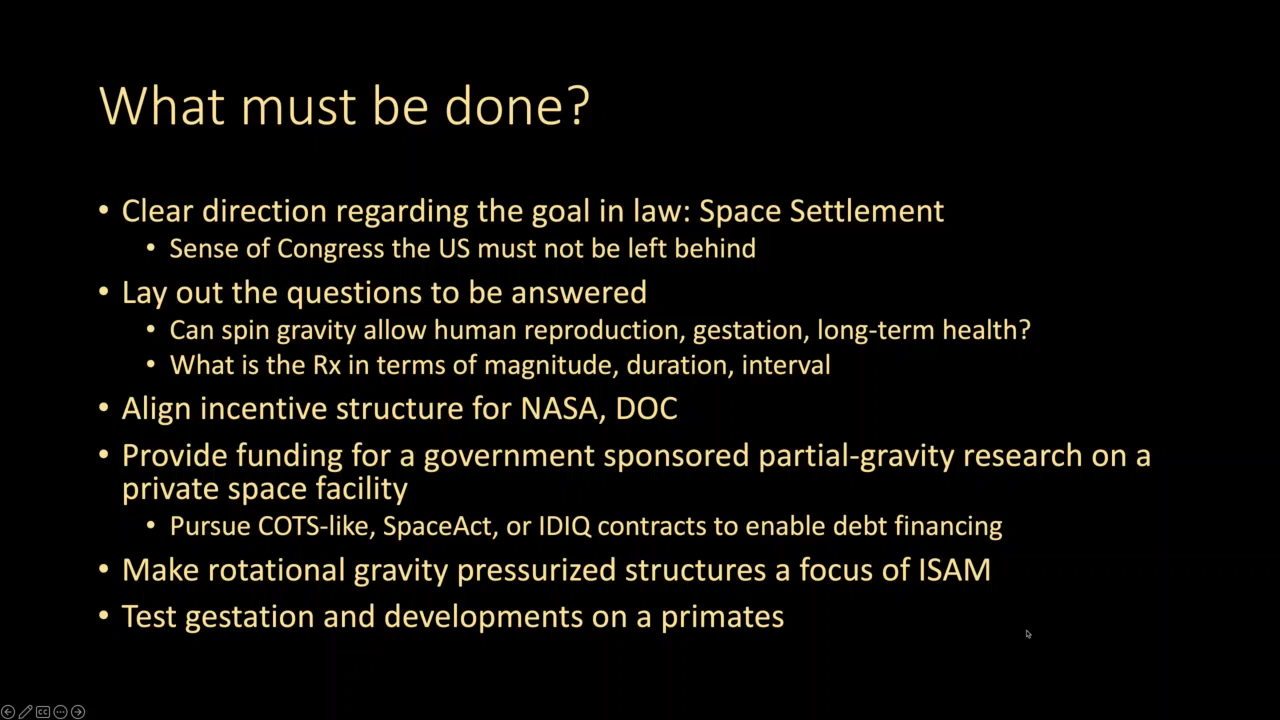 What must be done?
• Clear direction regarding the goal in law: Space Settlement
• Sense of Congress the US must not be left behind
• Lay out the questions to be answered
• Can spin gravity allow human reproduction, gestation, long-term health?
• What is the Rx in terms of magnitude, duration, interval
• Align incentive structure for NASA, DOC
• Provide funding for a government sponsored partial-gravity research on a
private space facility
• Pursue COTS-like, SpaceAct, or IDIQ contracts to enable debt financing
• Make rotational gravity pressurized structures a focus of ISAM
• Test gestation and developments on a primates
CC